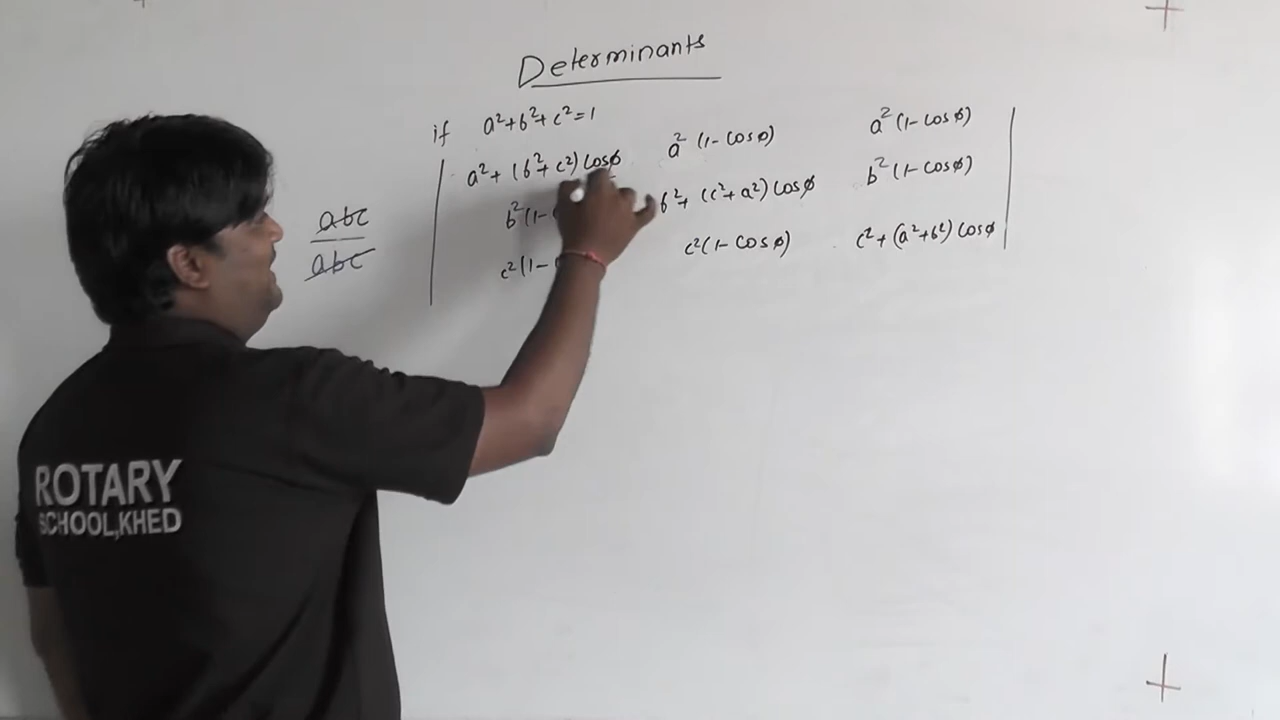 Determinants
if a²+b²+c²=1
a²+(b²+c²)cosϕ a²(1-cosϕ) a²(1-cosϕ)
b²(1- b²+(c²+a²)cosϕ b²(1-cosϕ)
c²(1- c²(1-cosϕ) c²+(a²+b²)cosϕ
abc
abc
ROTARY
SCHOOL,KHED